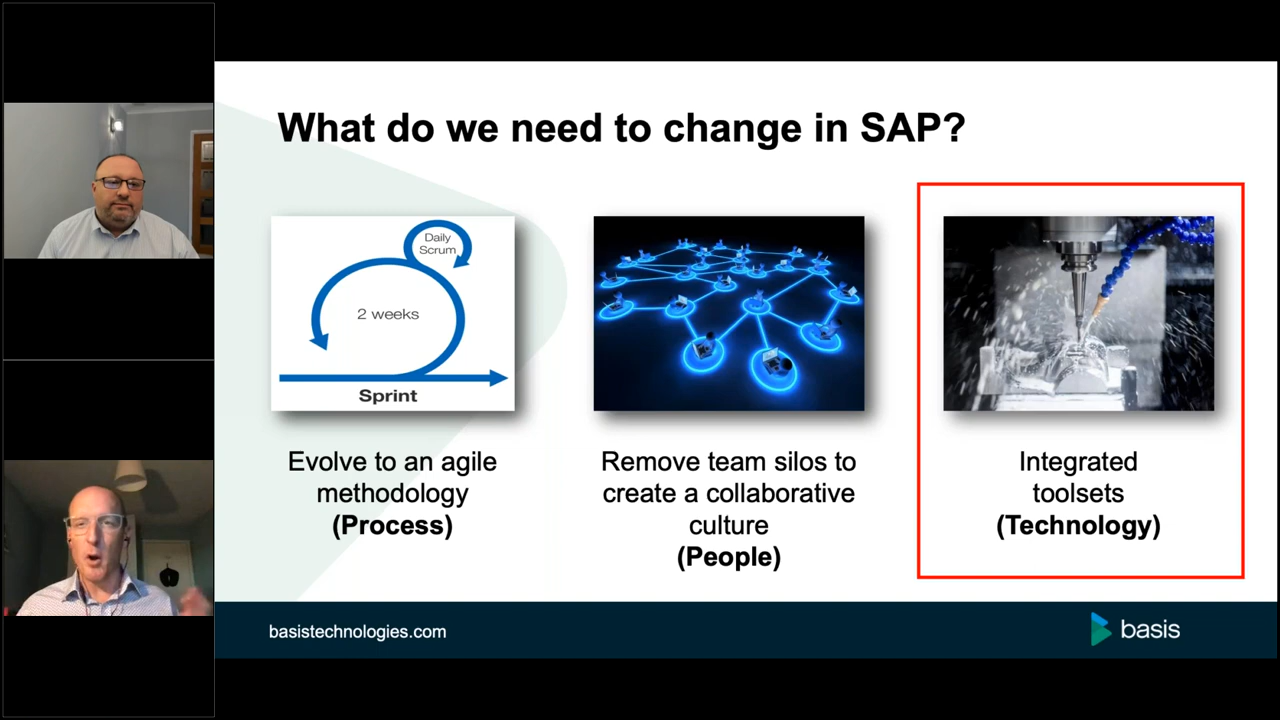 What do we need to change in SAP?
Daily
Scrum
2 weeks
Sprint
Evolve to an agile
methodology
(Process)
Remove team silos to
create a collaborative
culture
(People)
Integrated
toolsets
(Technology)
basistechnologies.com
basis